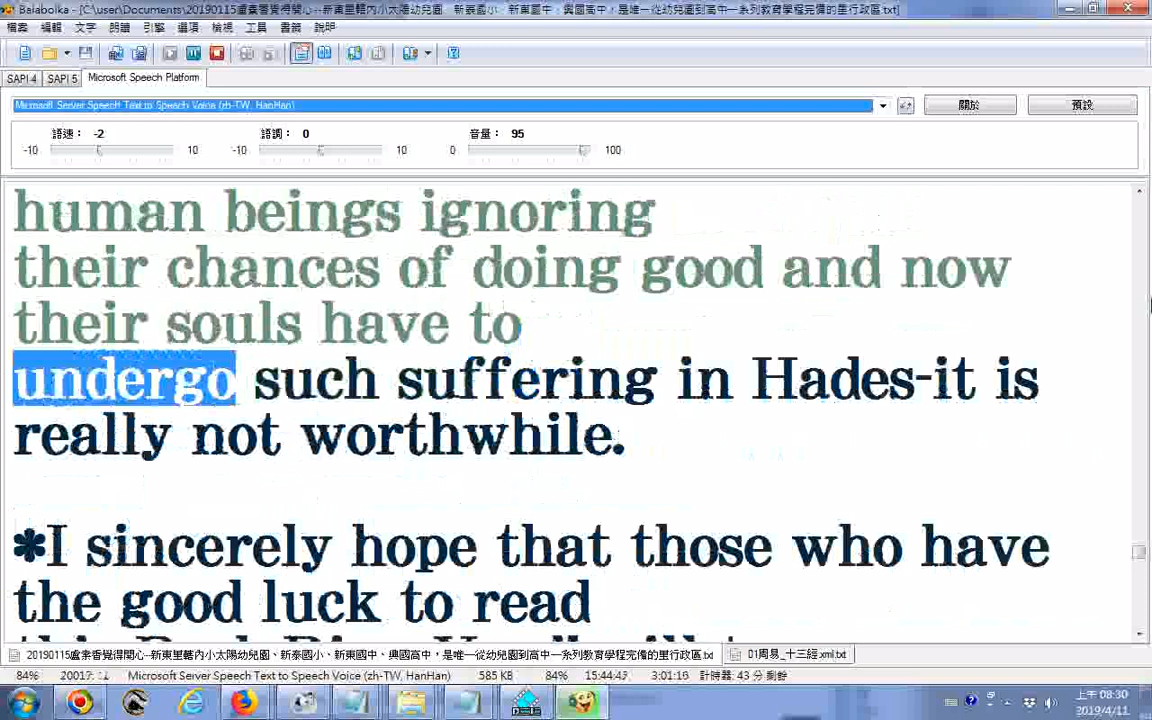 Balabolka - [C:\user\Documents\20190115盧素香覺得開心--新東里轄內小太陽幼兒園、新泰國小、新東國中、興國高中，是唯一從幼兒園到高中一系列教育學程完備的里行政區.txt]
檔案 編輯 文字 朗讀 引擎 選項 檢視 工具 書籤 說明
SAPI 4 SAPI 5 Microsoft Speech Platform
Microsoft Server Speech Text to Speech Voice (zh-TW, HanHan) 關於 預設
語速： -2 語調： 0 音量： 95
-10 10 -10 10 0 100
human beings ignoring
their chances of doing good and now
their souls have to
undergo such suffering in Hades-it is
really not worthwhile.
*I sincerely hope that those who have
the good luck to read
20190115盧素香覺得開心--新東里轄內小太陽幼兒園、新泰國小、新東國中、興國高中，是唯一從幼兒園到高中一系列教育學程完備的里行政區.txt 01周易_十三經.xml.txt
84% Microsoft Server Speech Text to Speech Voice (zh-TW, HanHan) 585 KB 84% 3:01:16 計時器: 43 分 剩餘
上午 08:30
2019/4/11